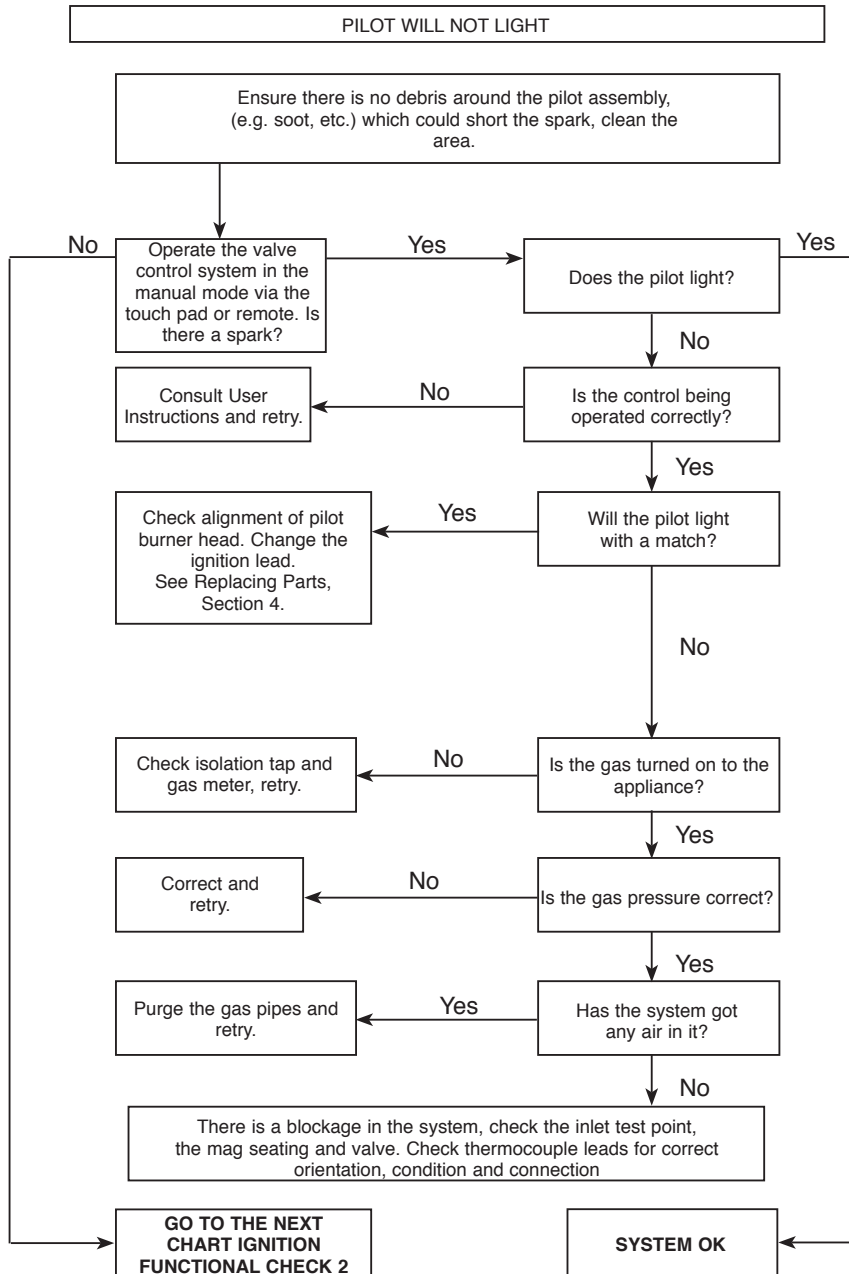 PILOT WILL NOT LIGHT
Ensure there is no debris around the pilot assembly,
(e.g. soot, etc.) which could short the spark, clean the
area.
No
Operate the valve
control system in the
manual mode via the
touch pad or remote. Is
there a spark?
Yes
Does the pilot light?
Yes
No
Consult User
Instructions and retry.
No
Is the control being
operated correctly?
Yes
Check alignment of pilot
burner head. Change the
ignition lead.
See Replacing Parts,
Section 4.
Yes
Will the pilot light
with a match?
No
Check isolation tap and
gas meter, retry.
No
Is the gas turned on to the
appliance?
Yes
Correct and
retry.
No
Is the gas pressure correct?
Yes
Purge the gas pipes and
retry.
Yes
Has the system got
any air in it?
No
There is a blockage in the system, check the inlet test point,
the mag seating and valve. Check thermocouple leads for correct
orientation, condition and connection
GO TO THE NEXT
CHART IGNITION
FUNCTIONAL CHECK 2
SYSTEM OK